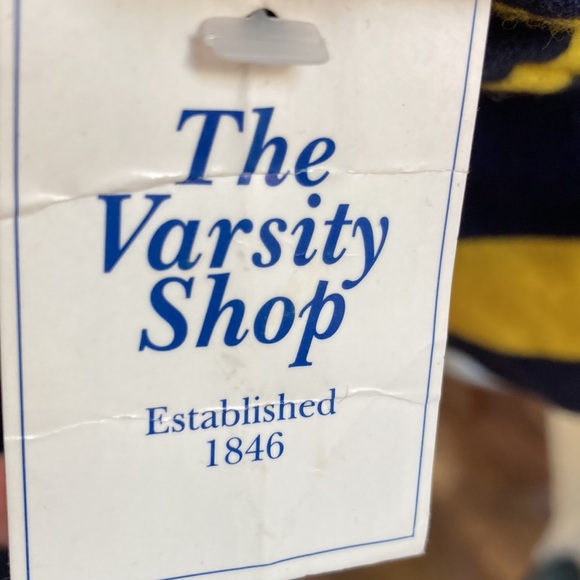 The
Varsity
Shop
Established
1846